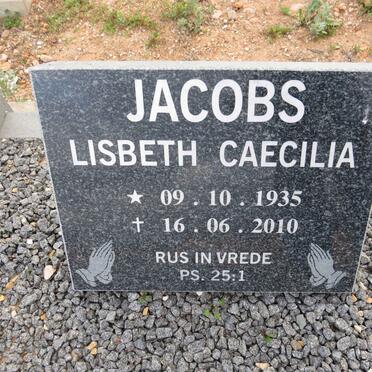 JACOBS
LISBETH CAECILIA
★ 09 . 10 . 1935
✝ 16 . 06 . 2010
RUS IN VREDE
PS. 25:1